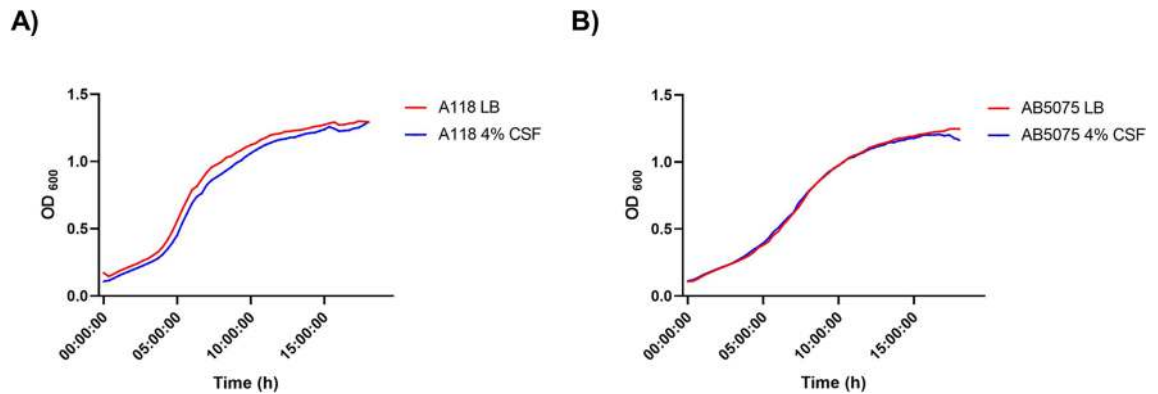 A)
B)
1.5
1.0
0.5
0.0
OD 600
00:00:00
05:00:00
10:00:00
15:00:00
Time (h)
A118 LB
A118 4% CSF
1.5
1.0
0.5
0.0
OD 600
00:00:00
05:00:00
10:00:00
15:00:00
Time (h)
AB5075 LB
AB5075 4% CSF